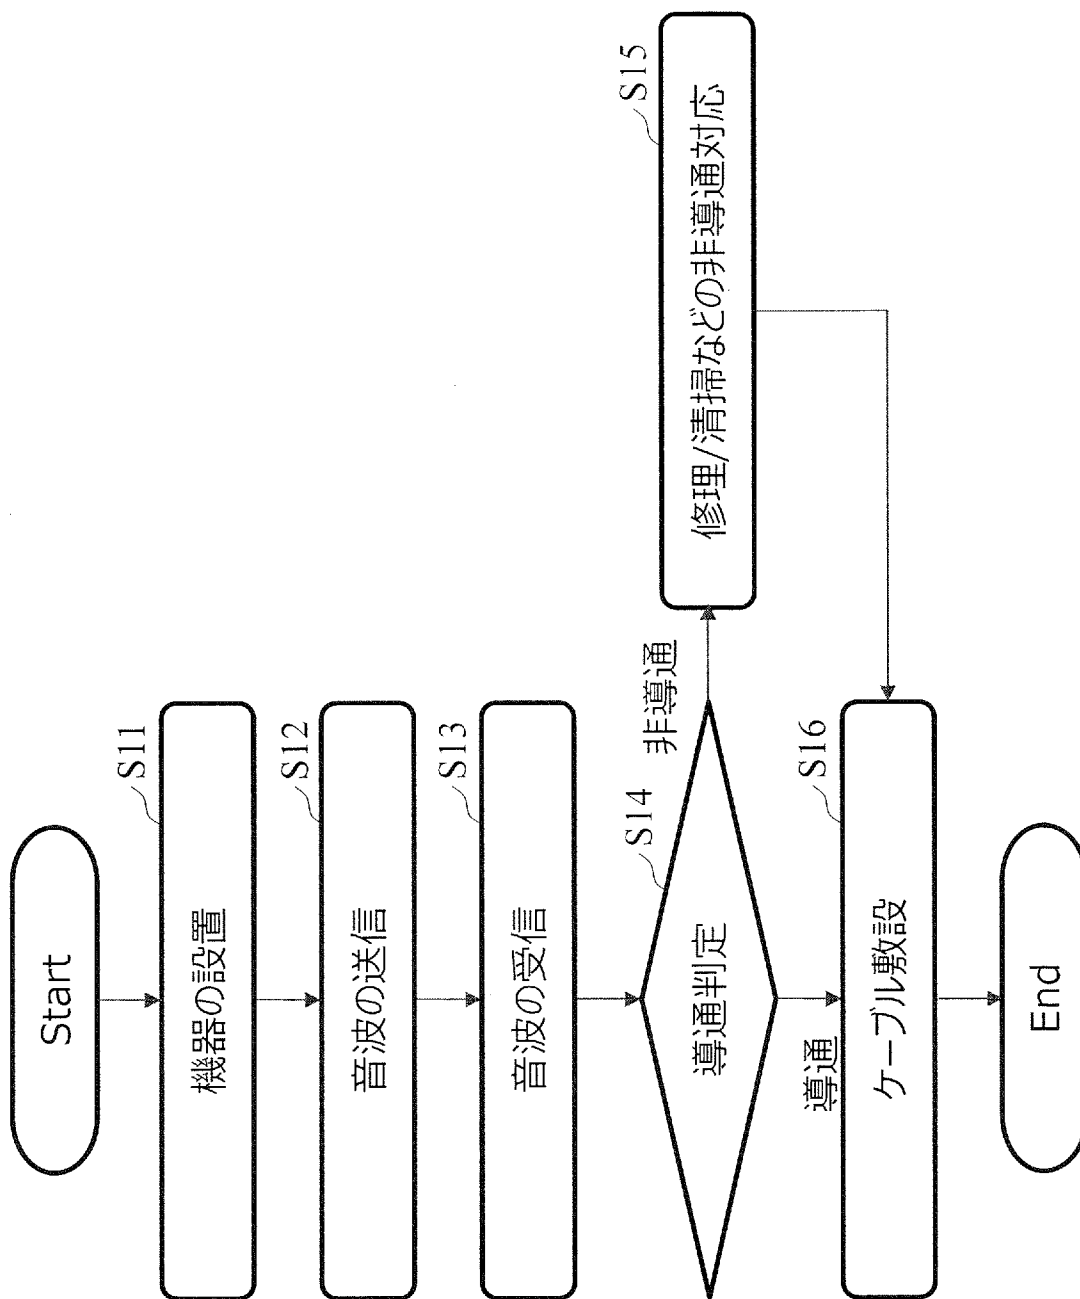 Start
S11
機器の設置
S12
音波の送信
S13
音波の受信
S14
導通判定
非導通
S15
修理/清掃などの非導通対応
導通
S16
ケーブル敷設
End